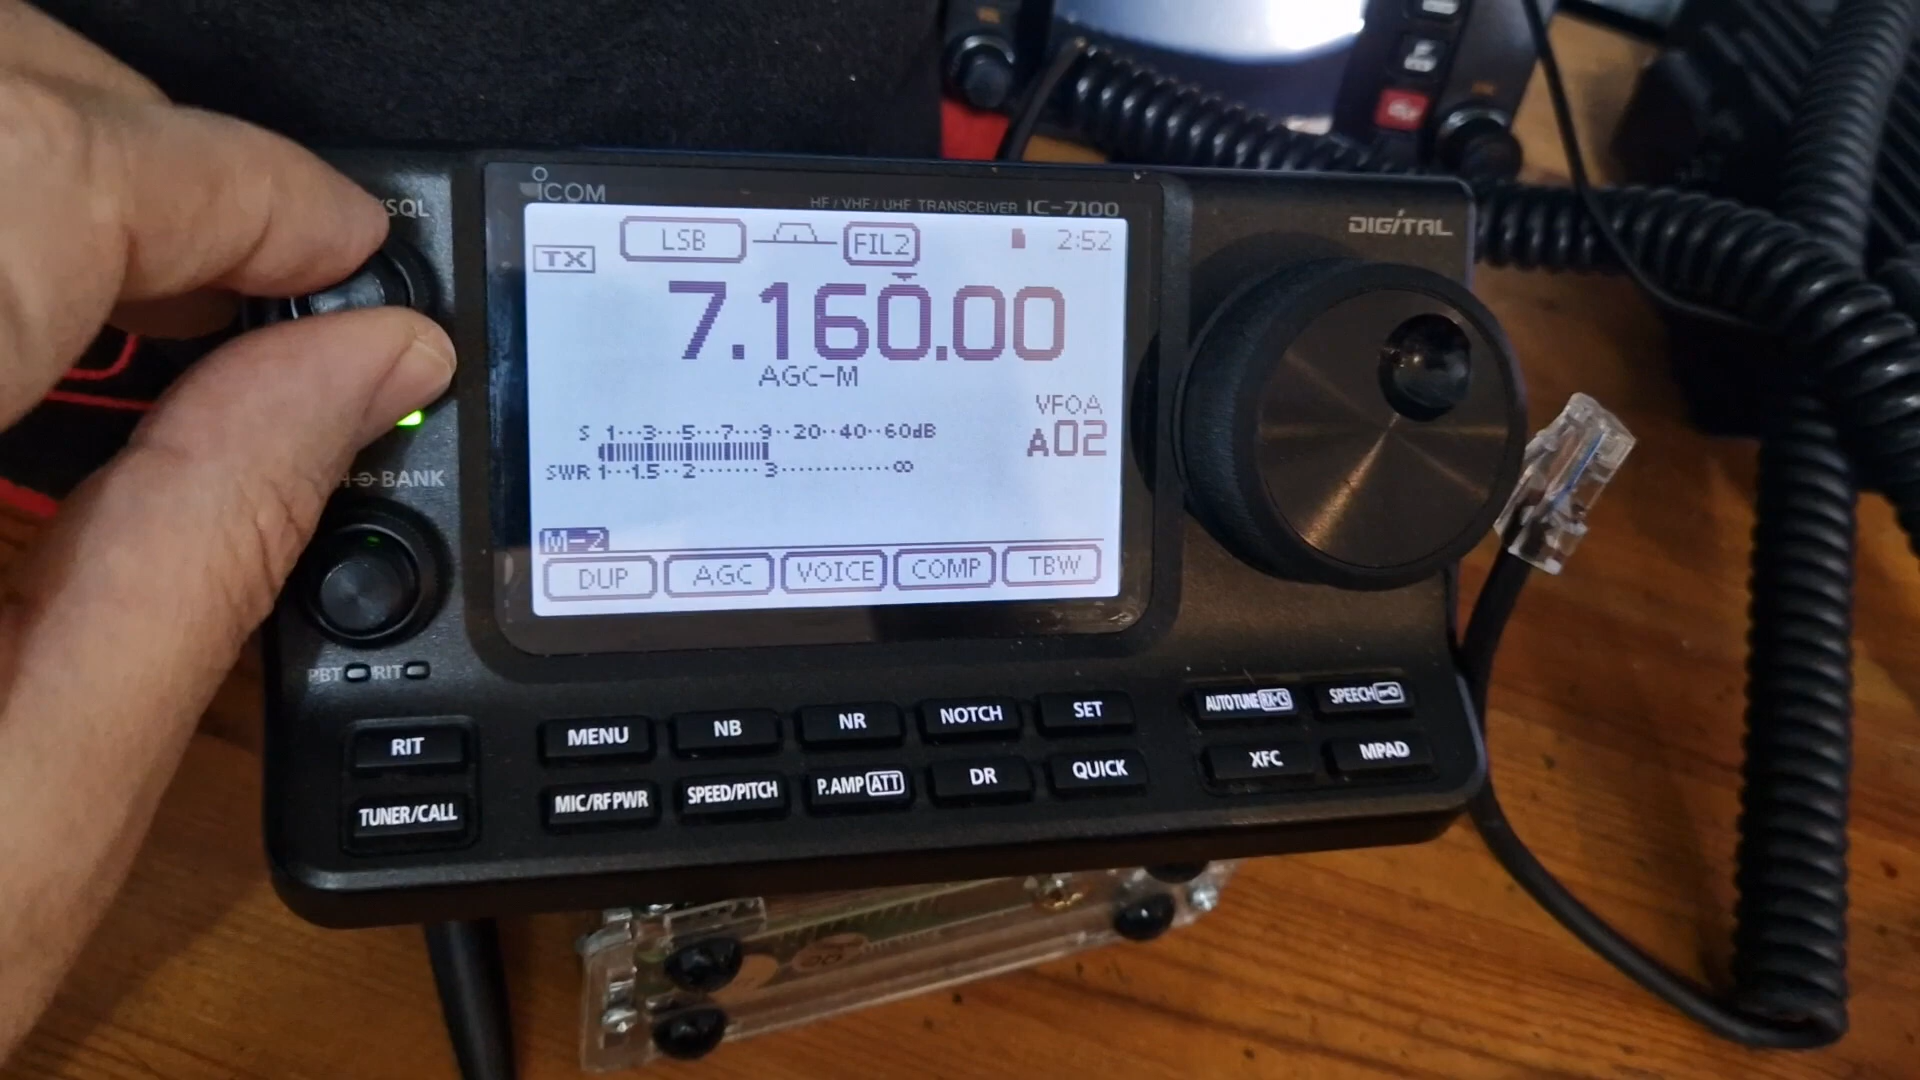 ICOM
HF/VHF/UHF TRANSCEIVER IC-7100
DIGITAL
LSB FIL2 2:52
TX
7.160.00
AGC-M
VFOA
A02
S 1···3···5···7···9··20··40··60dB
SWR 1···1.5··2·······3············∞
M-2
DUP AGC VOICE COMP TBW
SQL
BANK
PBT RIT
RIT
TUNER/CALL
MENU NB NR NOTCH SET
MIC/RF PWR SPEED/PITCH P.AMP ATT DR QUICK
AUTOTUNE RX-CS SPEECH
XFC MPAD